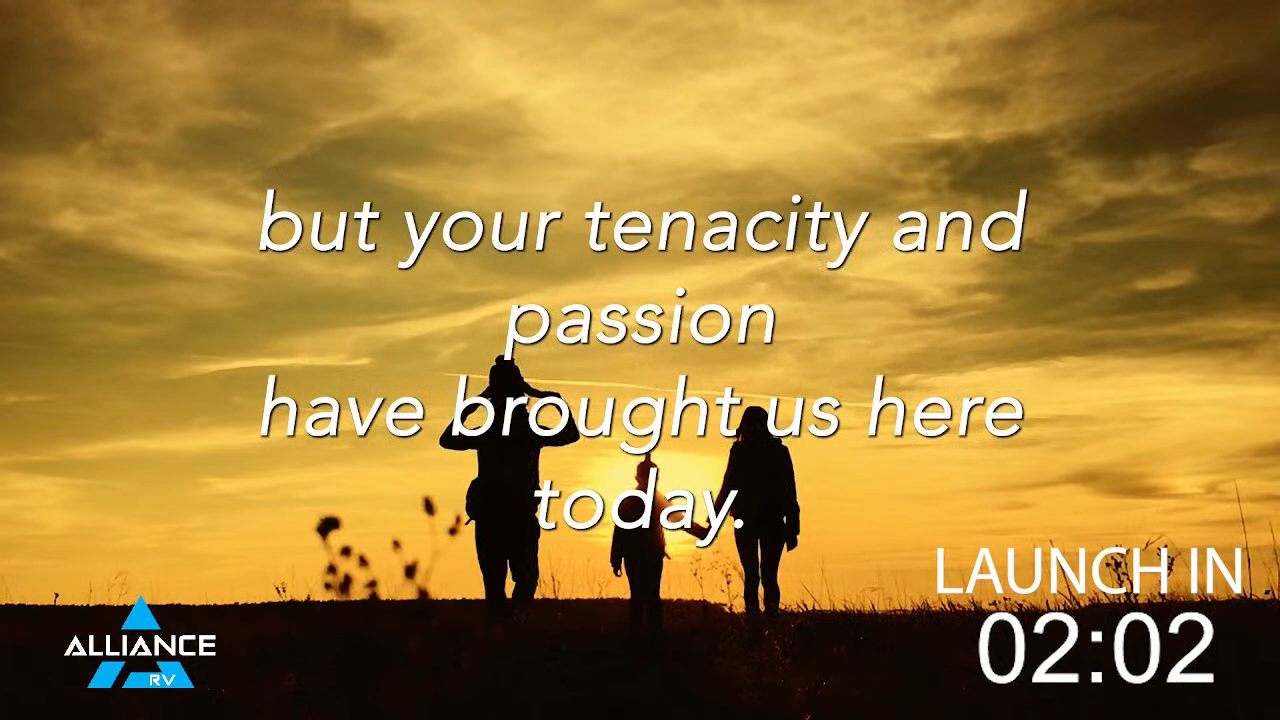 but your tenacity and
passion
have brought us here
today.
LAUNCH IN
02:02
ALLIANCE
RV